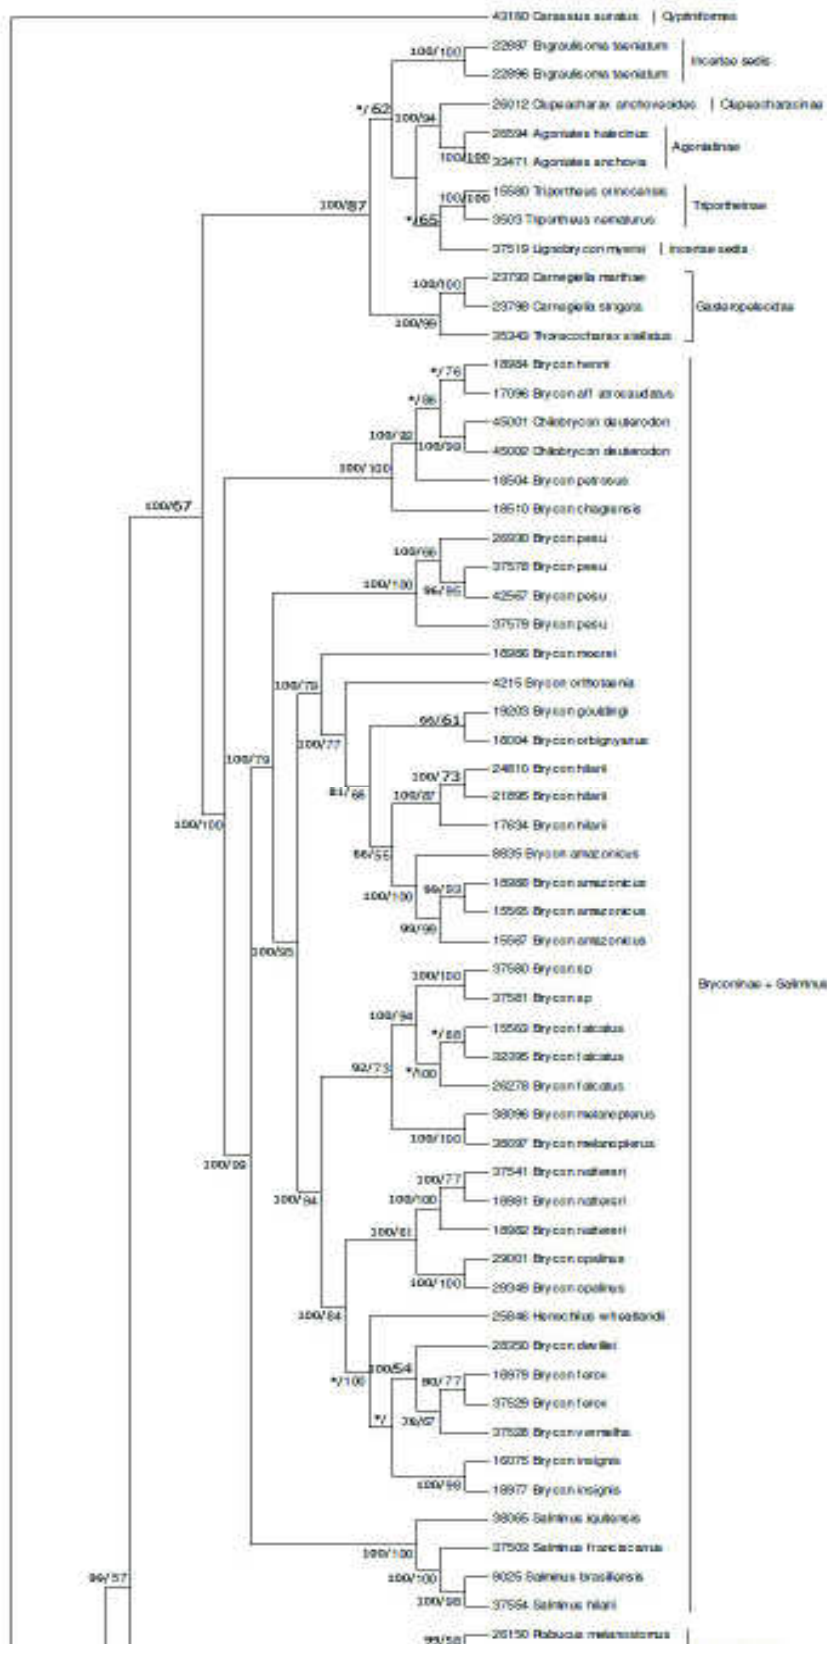 43180 Carassius auratus | Cypriniformes
22897 Engraulisoma taeniatum
100/100
Incertae sedis
22896 Engraulisoma taeniatum
*/62
26012 Clupeacharax anchoveoides | Clupeocharacinae
100/94
26594 Agoniates halecinus
Agoniatinae
100/100
33471 Agoniates anchovia
15580 Triportheus orinocensis
100/100
100/87
Triportheinae
3503 Triportheus nematurus
*/65
37519 Lignobrycon myersi | Incertae sedis
23793 Carnegiella marthae
100/100
23798 Carnegiella strigata
Gasteropelecidae
100/99
35343 Thoracocharax stellatus
18984 Brycon henni
*/76
17096 Brycon aff atrocaudatus
*/86
45001 Chilobrycon deuterodon
100/99
45002 Chilobrycon deuterodon
100/100
18504 Brycon petrosus
18510 Brycon chagrensis
100/67
26930 Brycon pesu
37578 Brycon pesu
100/100
96/95
42567 Brycon pesu
37579 Brycon pesu
18986 Brycon moorei
100/79
4215 Brycon orthotaenia
19203 Brycon gouldingi
18004 Brycon orbignyanus
100/77
100/79
24810 Brycon hilarii
100/73
21895 Brycon hilarii
17634 Brycon hilarii
100/100
8835 Brycon amazonicus
18988 Brycon amazonicus
99/93
100/100
15565 Brycon amazonicus
99/99
15567 Brycon amazonicus
100/95
37580 Brycon sp
100/100
Bryconinae + Salminus
37581 Brycon sp
100/94
15563 Brycon falcatus
*/88
32395 Brycon falcatus
*/100
92/73
26278 Brycon falcatus
38096 Brycon melanopterus
100/100
38097 Brycon melanopterus
100/99
37541 Brycon nattereri
100/77
18981 Brycon nattereri
100/100
100/94
18982 Brycon nattereri
100/61
29001 Brycon opalinus
100/100
29349 Brycon opalinus
100/84
25846 Henochilus wheatlandii
28350 Brycon devillei
100/54
18979 Brycon ferox
90/77
*/100
37529 Brycon ferox
*/
37528 Brycon vermelha
16075 Brycon insignis
100/98
18977 Brycon insignis
38065 Salminus iquitensis
37503 Salminus franciscanus
100/100
9025 Salminus brasiliensis
100/100
99/57
37554 Salminus hilarii
100/98
26150 Robucus melanostomus
99/58